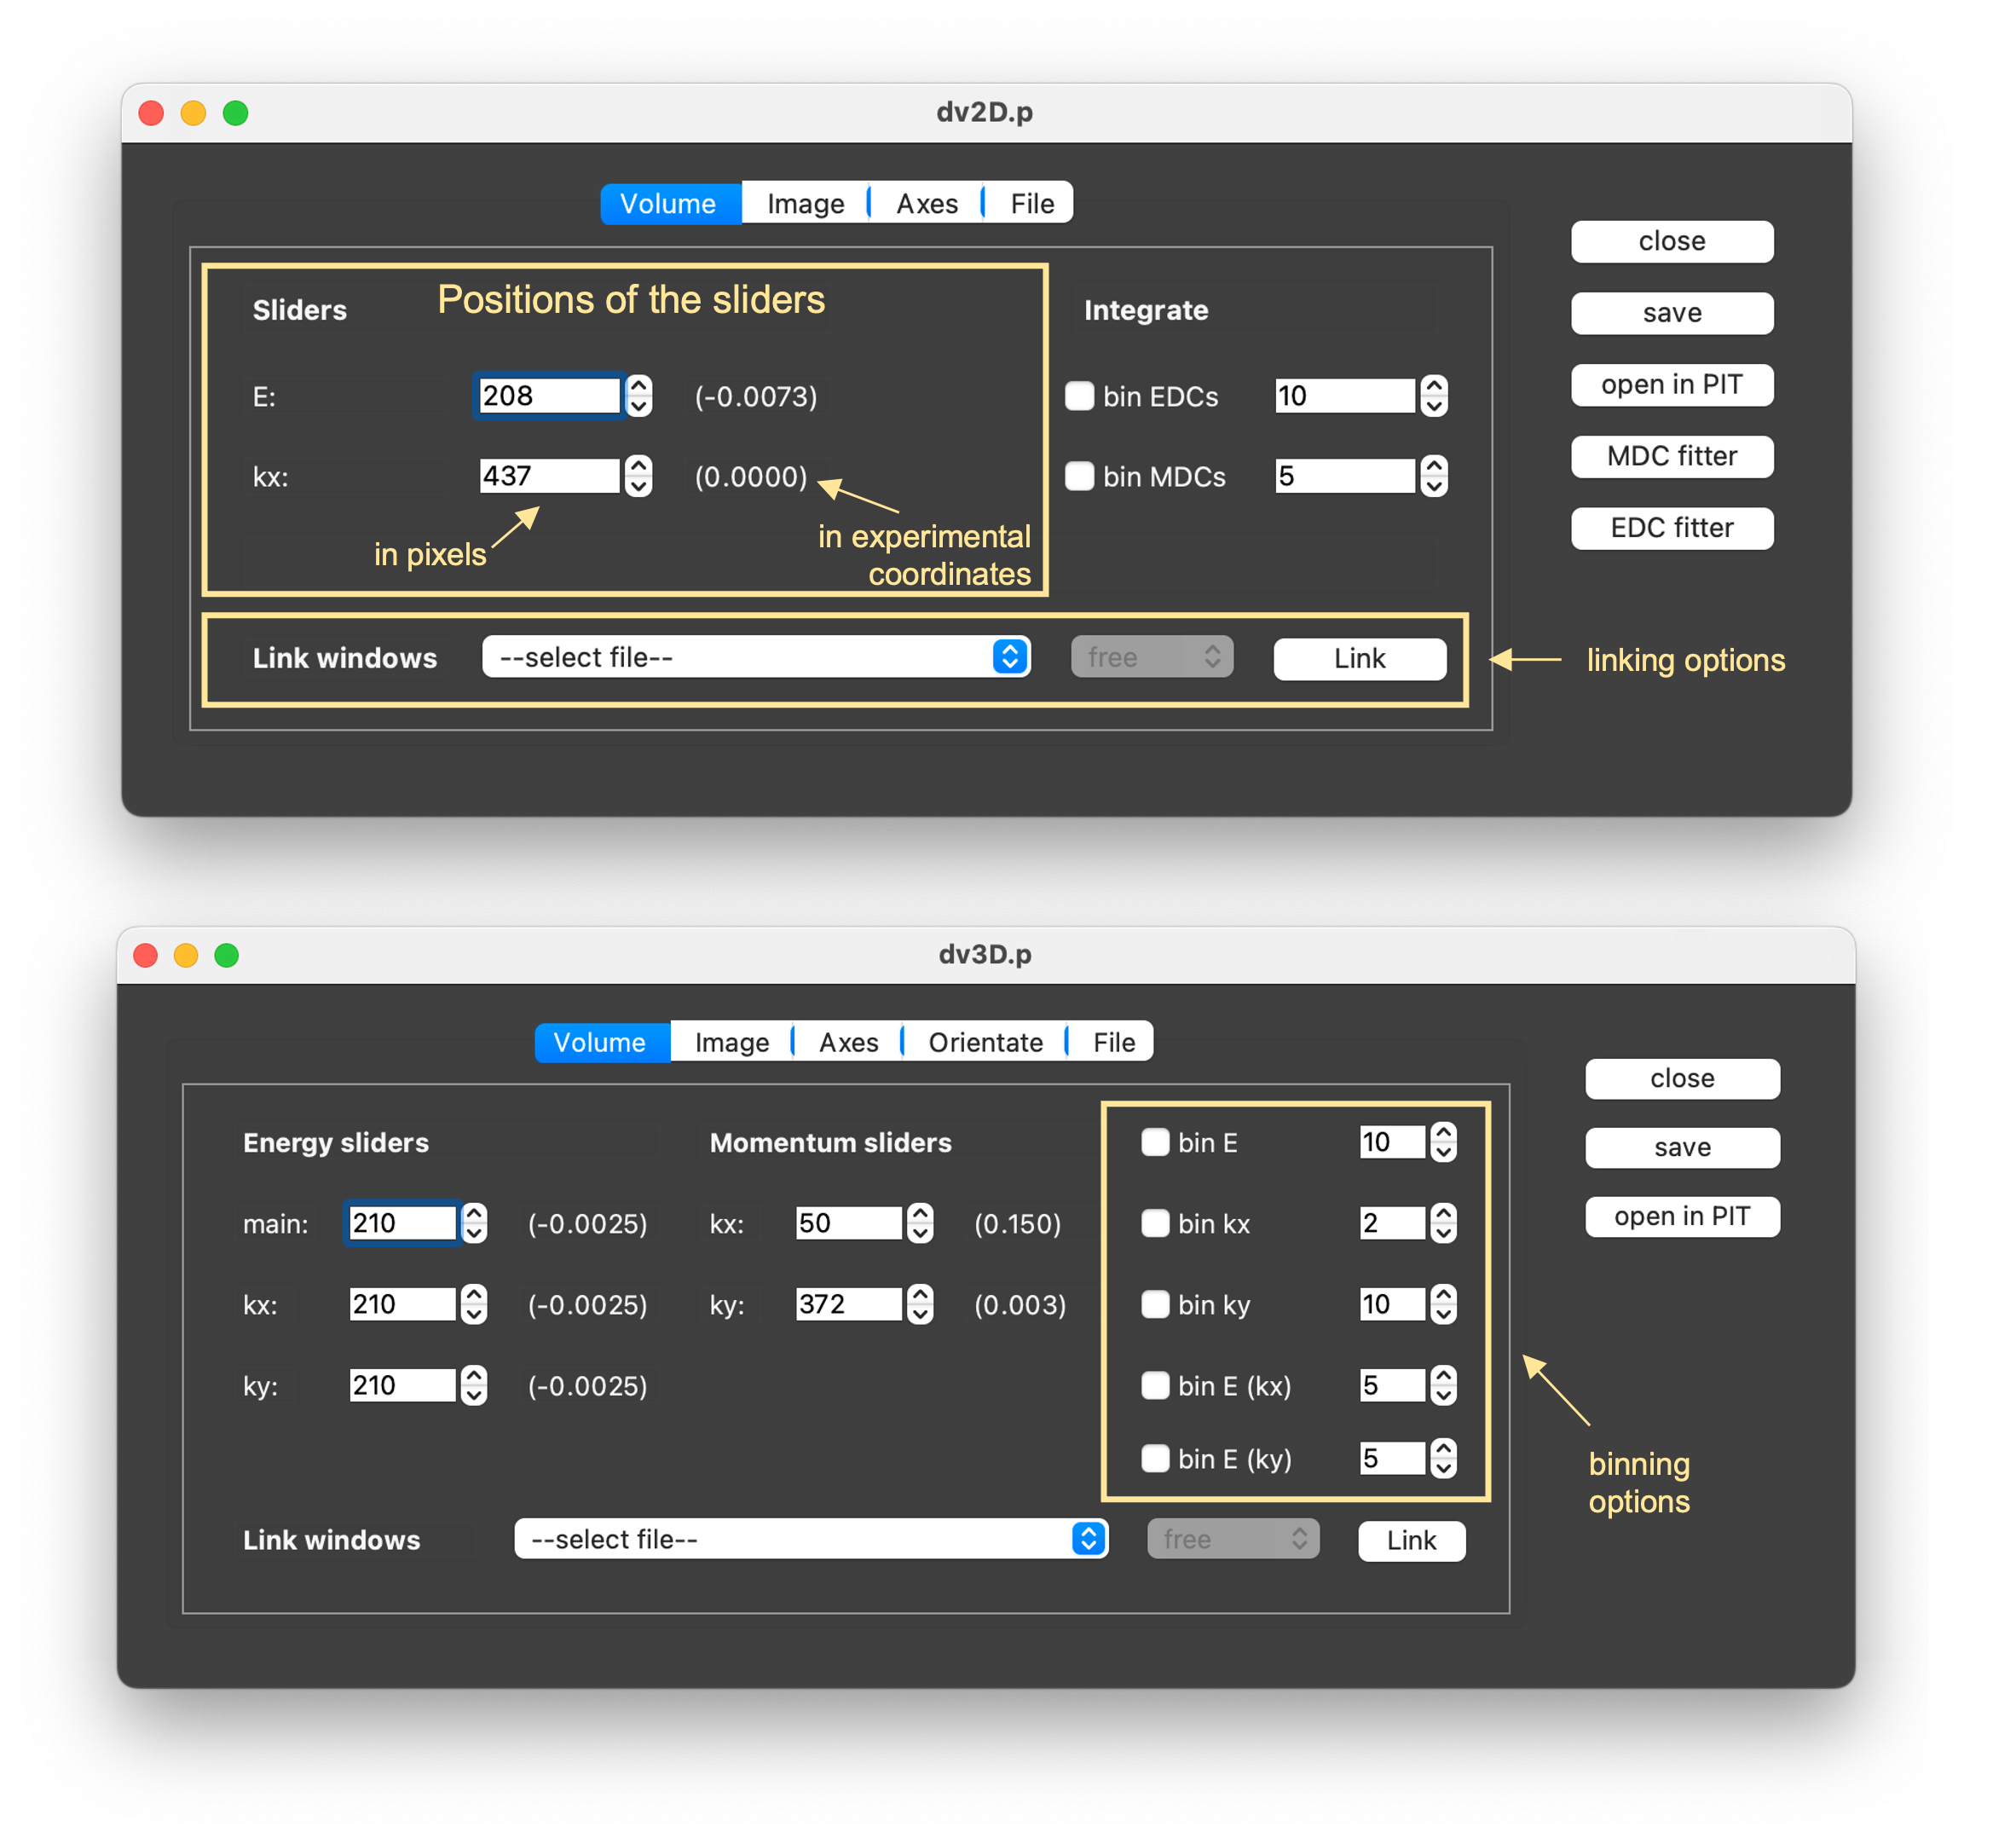 dv2D.p
Volume Image Axes File
close
Sliders Positions of the sliders Integrate
save
E: 208 (-0.0073) bin EDCs 10
open in PIT
kx: 437 (0.0000) bin MDCs 5
MDC fitter
in pixels
in experimental
coordinates
EDC fitter
Link windows --select file-- free Link
linking options
dv3D.p
Volume Image Axes Orientate File
close
Energy sliders Momentum sliders bin E 10
save
main: 210 (-0.0025) kx: 50 (0.150) bin kx 2
open in PIT
kx: 210 (-0.0025) ky: 372 (0.003) bin ky 10
ky: 210 (-0.0025) bin E (kx) 5
bin E (ky) 5
binning
options
Link windows --select file-- free Link